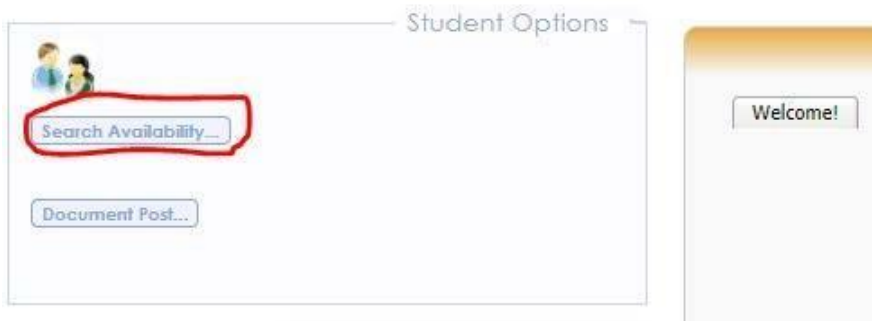 Student Options
Search Availability...
Document Post...
Welcome!